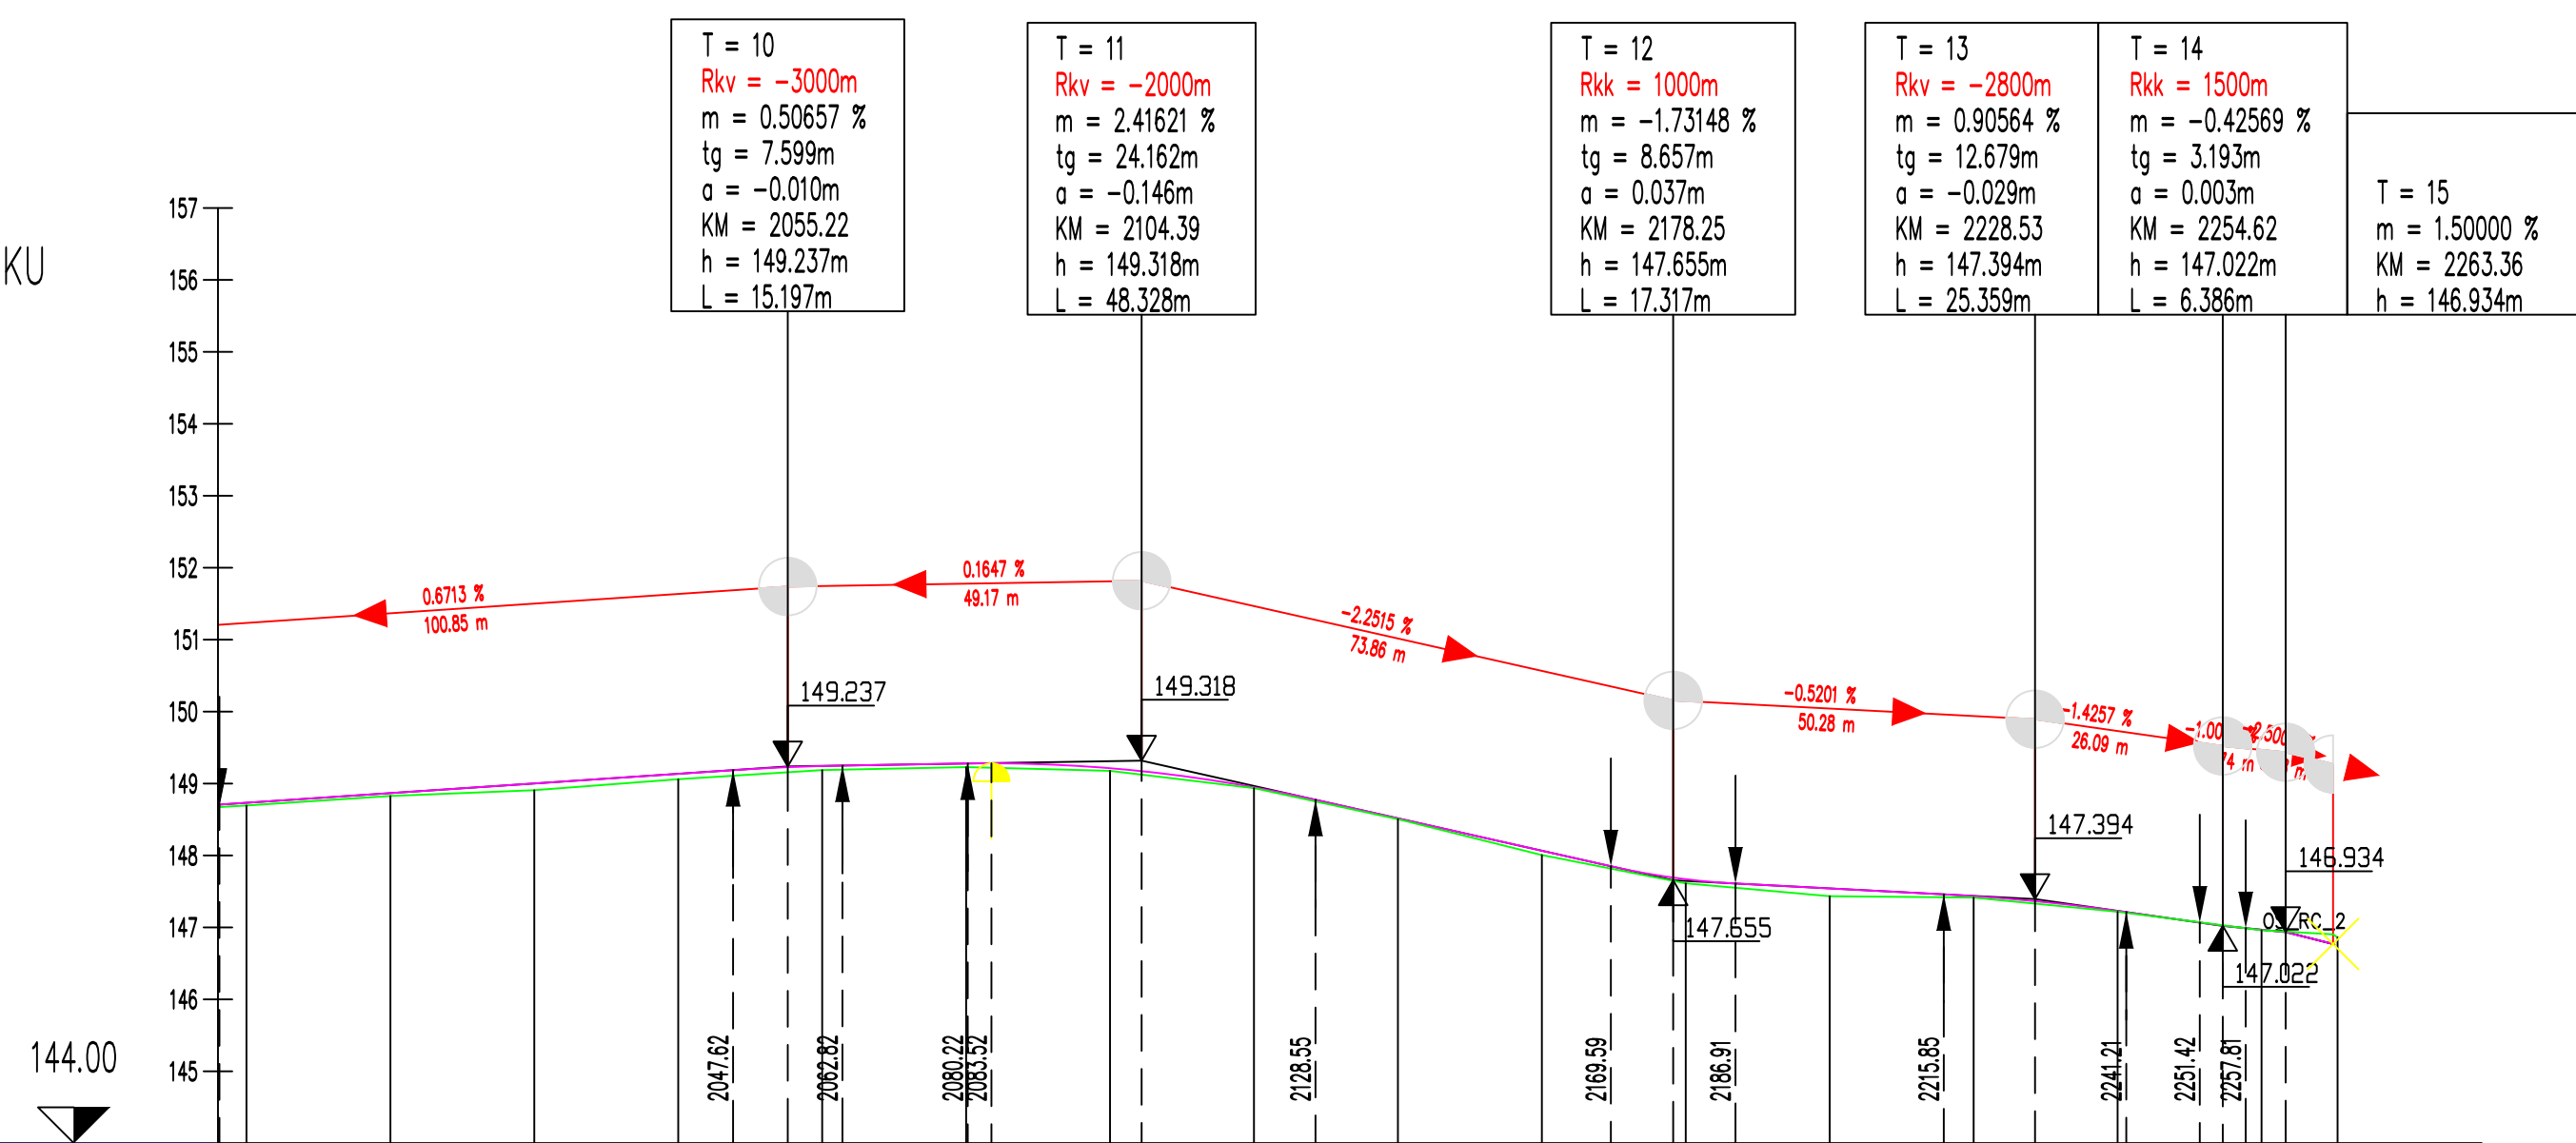 T = 10
Rkv = -3000m
m = 0.50657 %
tg = 7.599m
a = -0.010m
KM = 2055.22
h = 149.237m
L = 15.197m
T = 11
Rkv = -2000m
m = 2.41621 %
tg = 24.162m
a = -0.146m
KM = 2104.39
h = 149.318m
L = 48.328m
T = 12
Rkk = 1000m
m = -1.73148 %
tg = 8.657m
a = 0.037m
KM = 2178.25
h = 147.655m
L = 17.317m
T = 13
Rkv = -2800m
m = 0.90564 %
tg = 12.679m
a = -0.029m
KM = 2228.53
h = 147.394m
L = 25.359m
T = 14
Rkk = 1500m
m = -0.42569 %
tg = 3.193m
a = 0.003m
KM = 2254.62
h = 147.022m
L = 6.386m
T = 15
m = 1.50000 %
KM = 2263.36
h = 146.934m
KU
157
156
155
154
153
152
151
150
149
148
147
146
145
144.00
0.6713 %
100.85 m
0.1647 %
49.17 m
-2.2515 %
73.86 m
-0.5201 %
50.28 m
-1.4257 %
26.09 m
149.237
149.318
147.655
147.394
147.022
146.934
2047.62
2062.82
2080.22
2083.52
2128.55
2169.59
2186.91
2215.85
2241.21
2251.42
2257.81